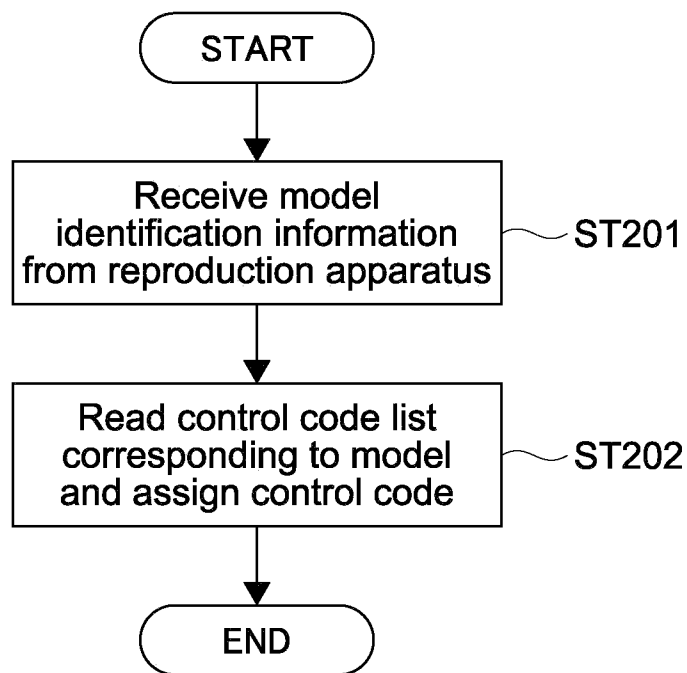 START
Receive model
identification information
from reproduction apparatus
ST201
Read control code list
corresponding to model
and assign control code
ST202
END